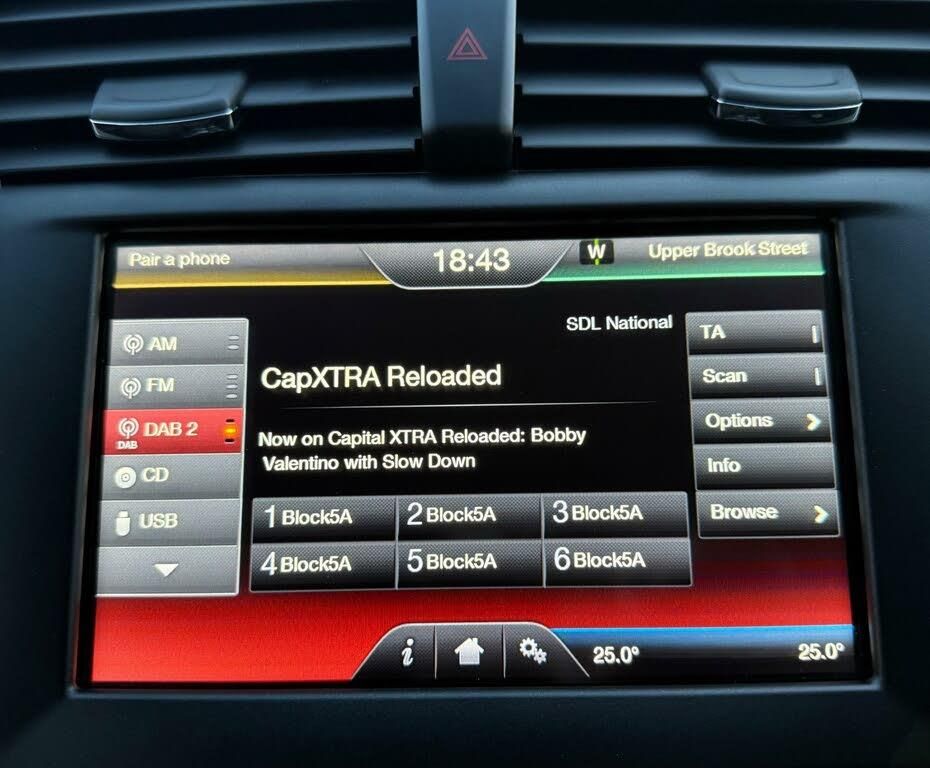 Pair a phone
18:43
W
Upper Brook Street
SDL National
AM
FM
DAB
DAB 2
CD
USB
CapXTRA Reloaded
Now on Capital XTRA Reloaded: Bobby
Valentino with Slow Down
1 Block5A
2 Block5A
3 Block5A
4 Block5A
5 Block5A
6 Block5A
TA
Scan
Options
Info
Browse
i
25.0°
25.0°